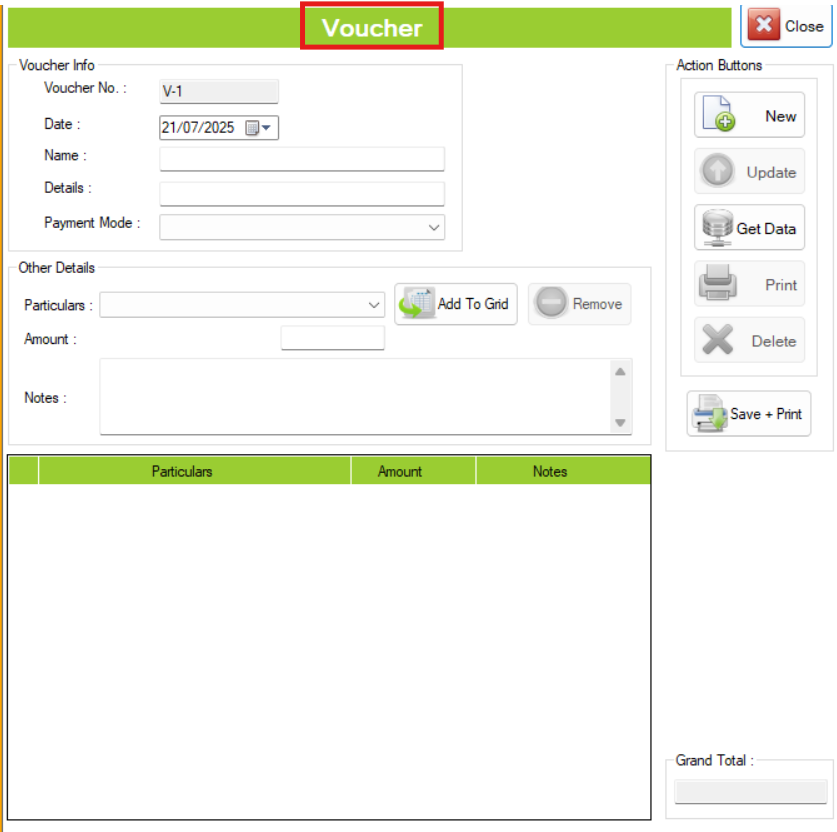 Voucher
Close
Voucher Info
Voucher No. :
V-1
Date :
21/07/2025
Name :
Details :
Payment Mode :
Other Details
Particulars :
Add To Grid
Remove
Amount :
Notes :
Particulars Amount Notes
Action Buttons
New
Update
Get Data
Print
Delete
Save + Print
Grand Total :